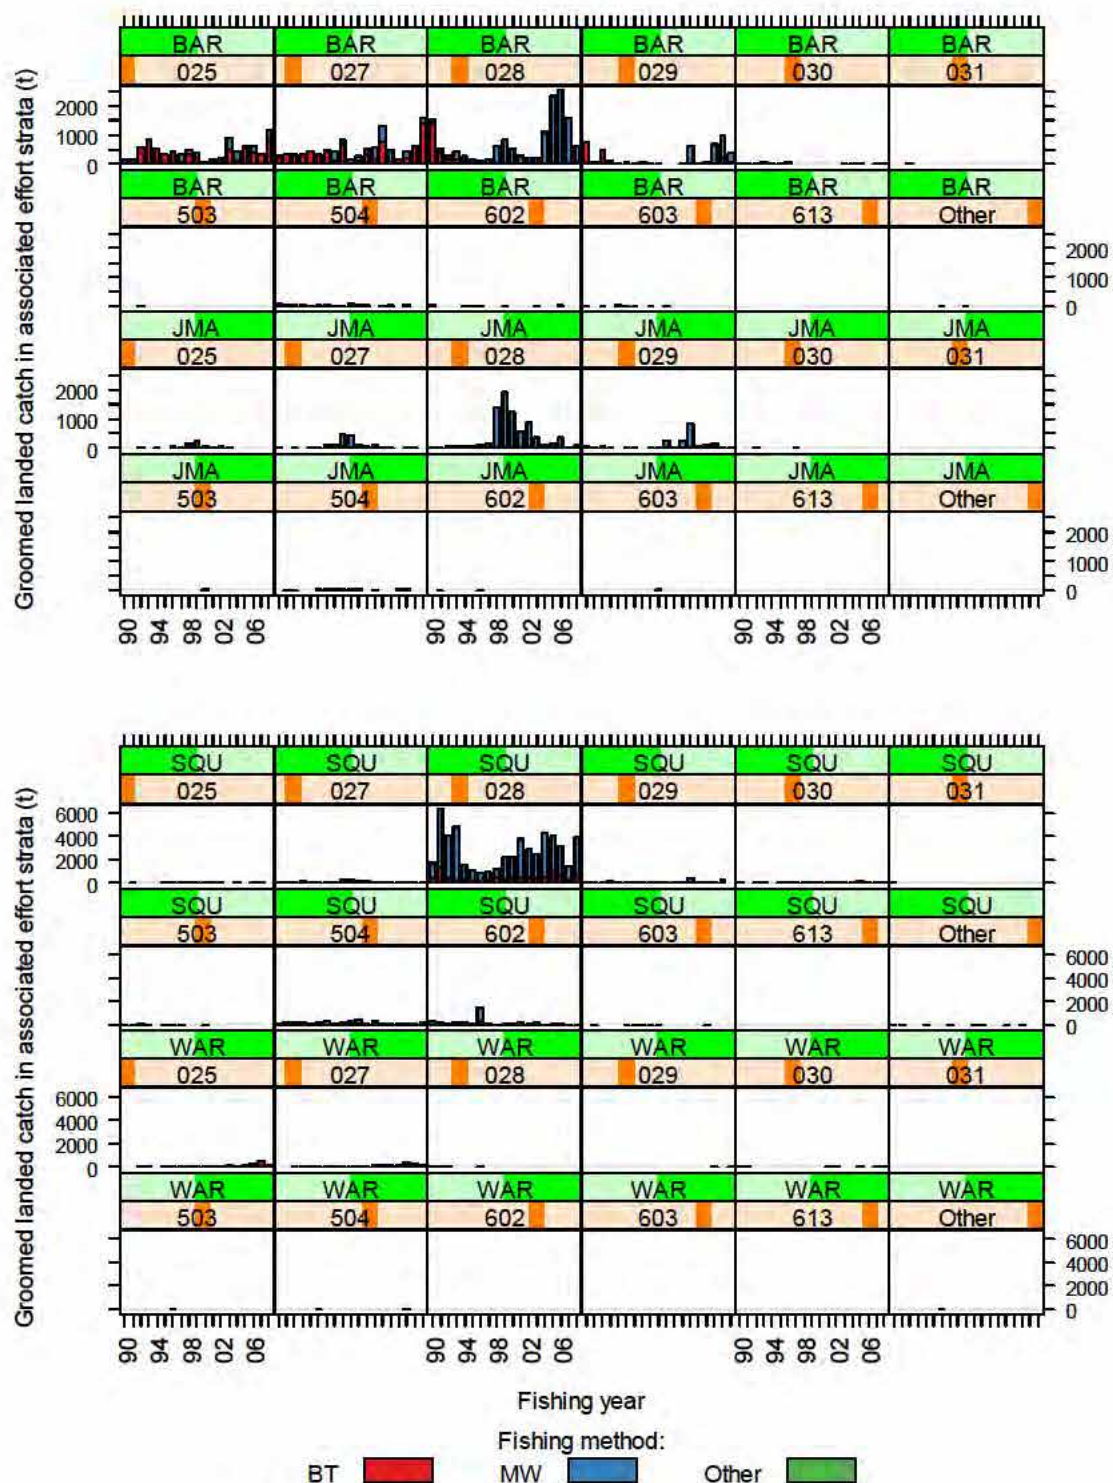 BAR BAR BAR BAR BAR BAR
025 027 028 029 030 031
2000
1000
0
BAR BAR BAR BAR BAR BAR
503 504 602 603 613 Other
2000
1000
0
JMA JMA JMA JMA JMA JMA
025 027 028 029 030 031
2000
1000
0
JMA JMA JMA JMA JMA JMA
503 504 602 603 613 Other
2000
1000
0
Groomed landed catch in associated effort strata (t)
90 94 98 02 06 90 94 98 02 06 90 94 98 02 06
SQU SQU SQU SQU SQU SQU
025 027 028 029 030 031
6000
4000
2000
0
SQU SQU SQU SQU SQU SQU
503 504 602 603 613 Other
6000
4000
2000
0
WAR WAR WAR WAR WAR WAR
025 027 028 029 030 031
6000
4000
2000
0
WAR WAR WAR WAR WAR WAR
503 504 602 603 613 Other
6000
4000
2000
0
Groomed landed catch in associated effort strata (t)
90 94 98 02 06 90 94 98 02 06 90 94 98 02 06
Fishing year
Fishing method:
BT MW Other